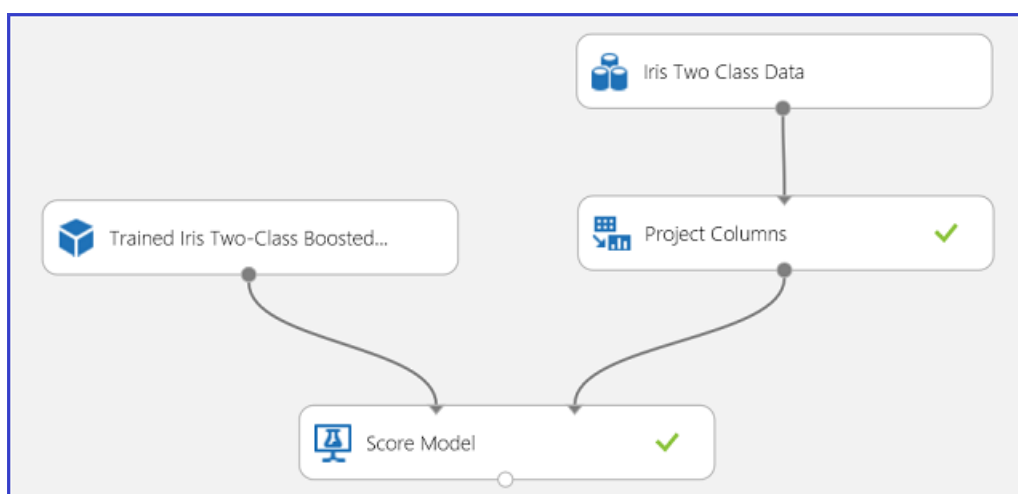 Iris Two Class Data
Trained Iris Two-Class Boosted...
Project Columns
Score Model